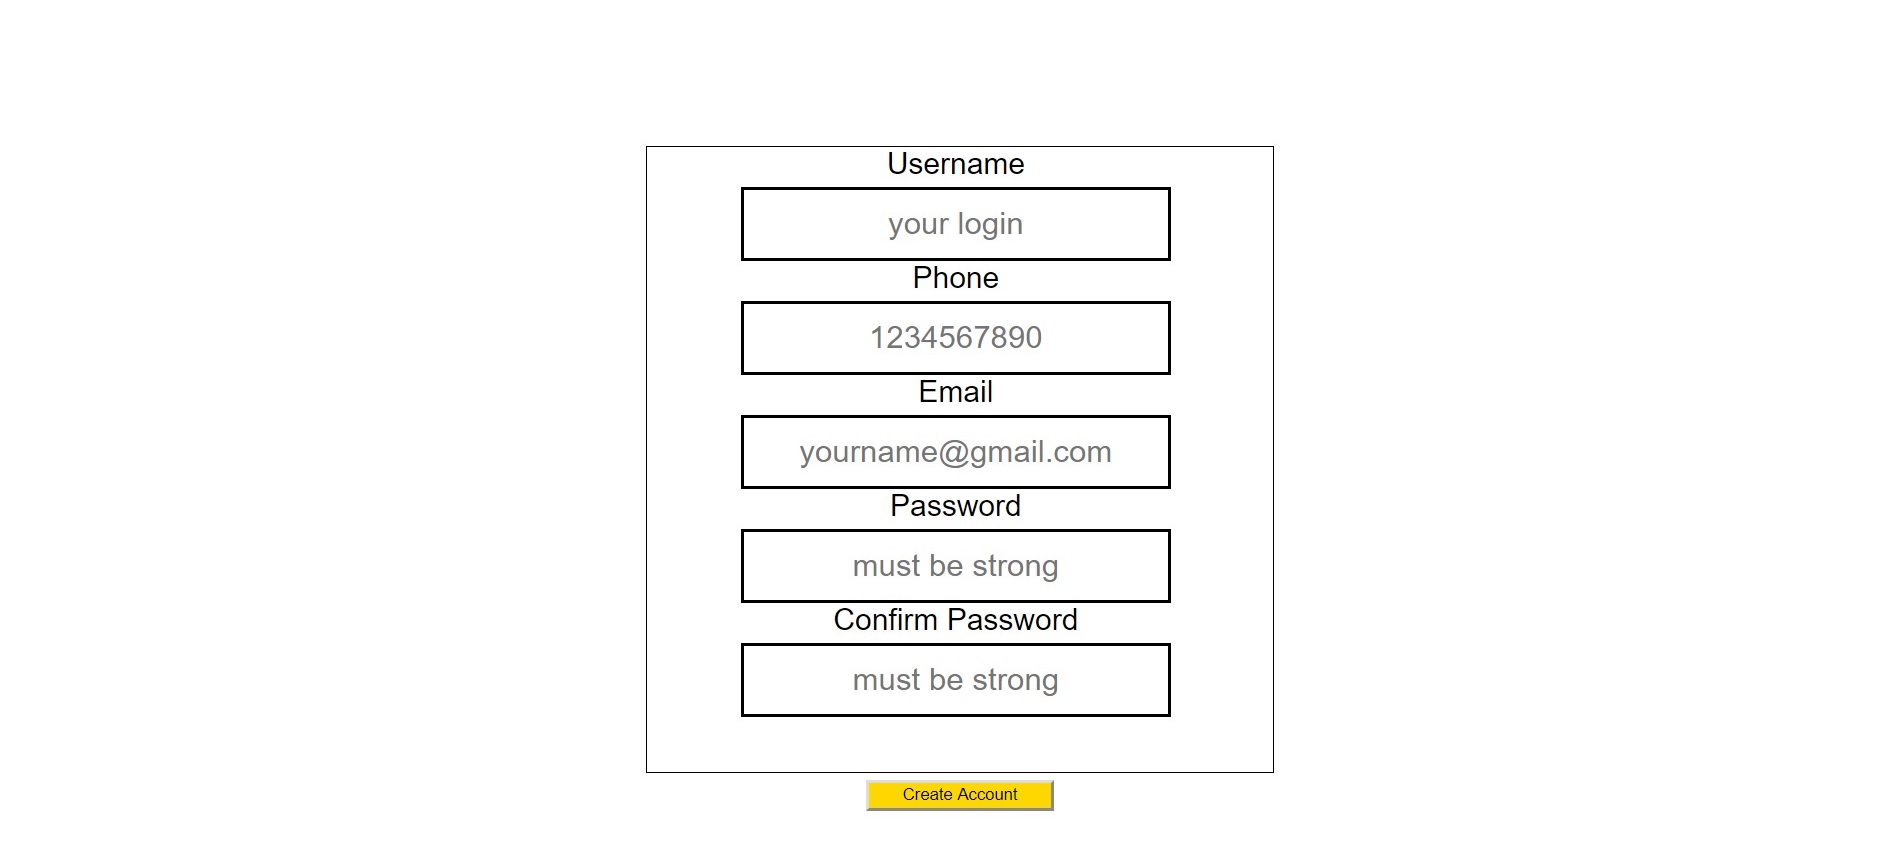 Username
your login
Phone
1234567890
Email
yourname@gmail.com
Password
must be strong
Confirm Password
must be strong
Create Account